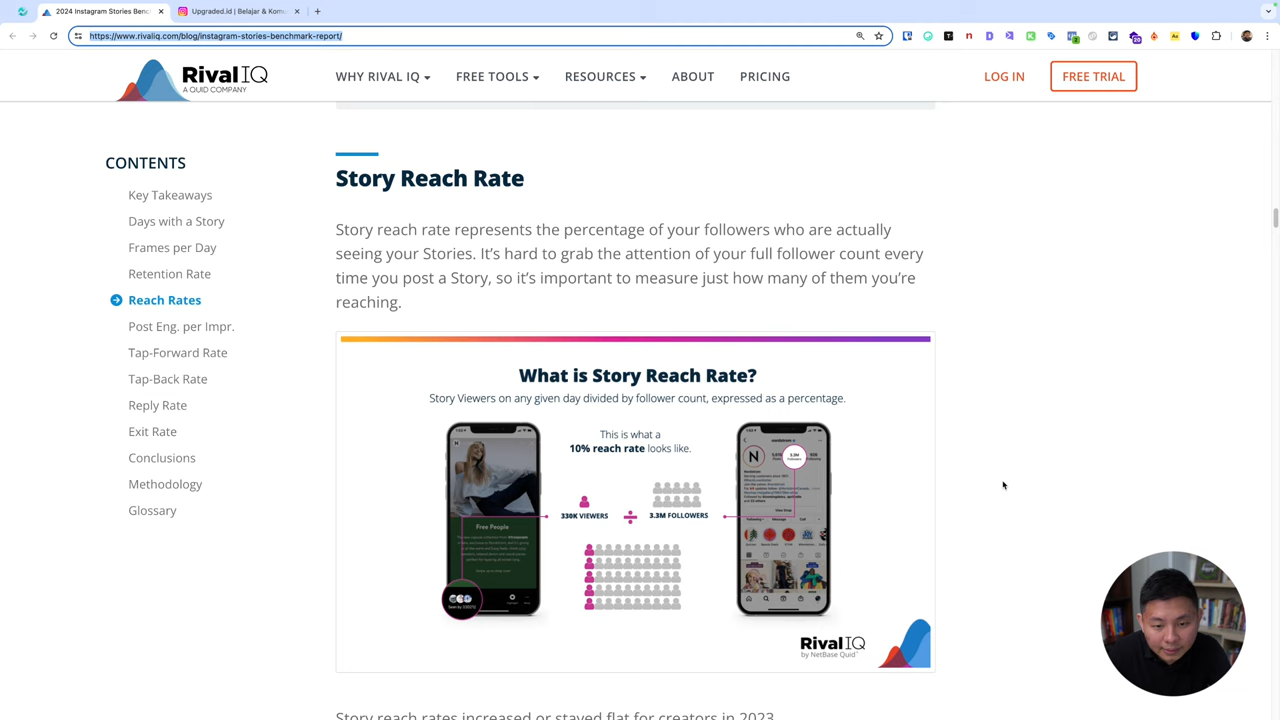 2024 Instagram Stories Benc
Upgraded.id | Belajar & Komu
https://www.rivaliq.com/blog/instagram-stories-benchmark-report/
RivalIQ
A QUID COMPANY
WHY RIVAL IQ
FREE TOOLS
RESOURCES
ABOUT
PRICING
LOG IN
FREE TRIAL
CONTENTS
Key Takeaways
Days with a Story
Frames per Day
Retention Rate
Reach Rates
Post Eng. per Impr.
Tap-Forward Rate
Tap-Back Rate
Reply Rate
Exit Rate
Conclusions
Methodology
Glossary
Story Reach Rate
Story reach rate represents the percentage of your followers who are actually
seeing your Stories. It’s hard to grab the attention of your full follower count every
time you post a Story, so it’s important to measure just how many of them you’re
reaching.
What is Story Reach Rate?
Story Viewers on any given day divided by follower count, expressed as a percentage.
This is what a
10% reach rate looks like.
330K VIEWERS
3.3M FOLLOWERS
Free People
RivalIQ
by NetBase Quid
Story reach rates increased or stayed flat for creators in 2023